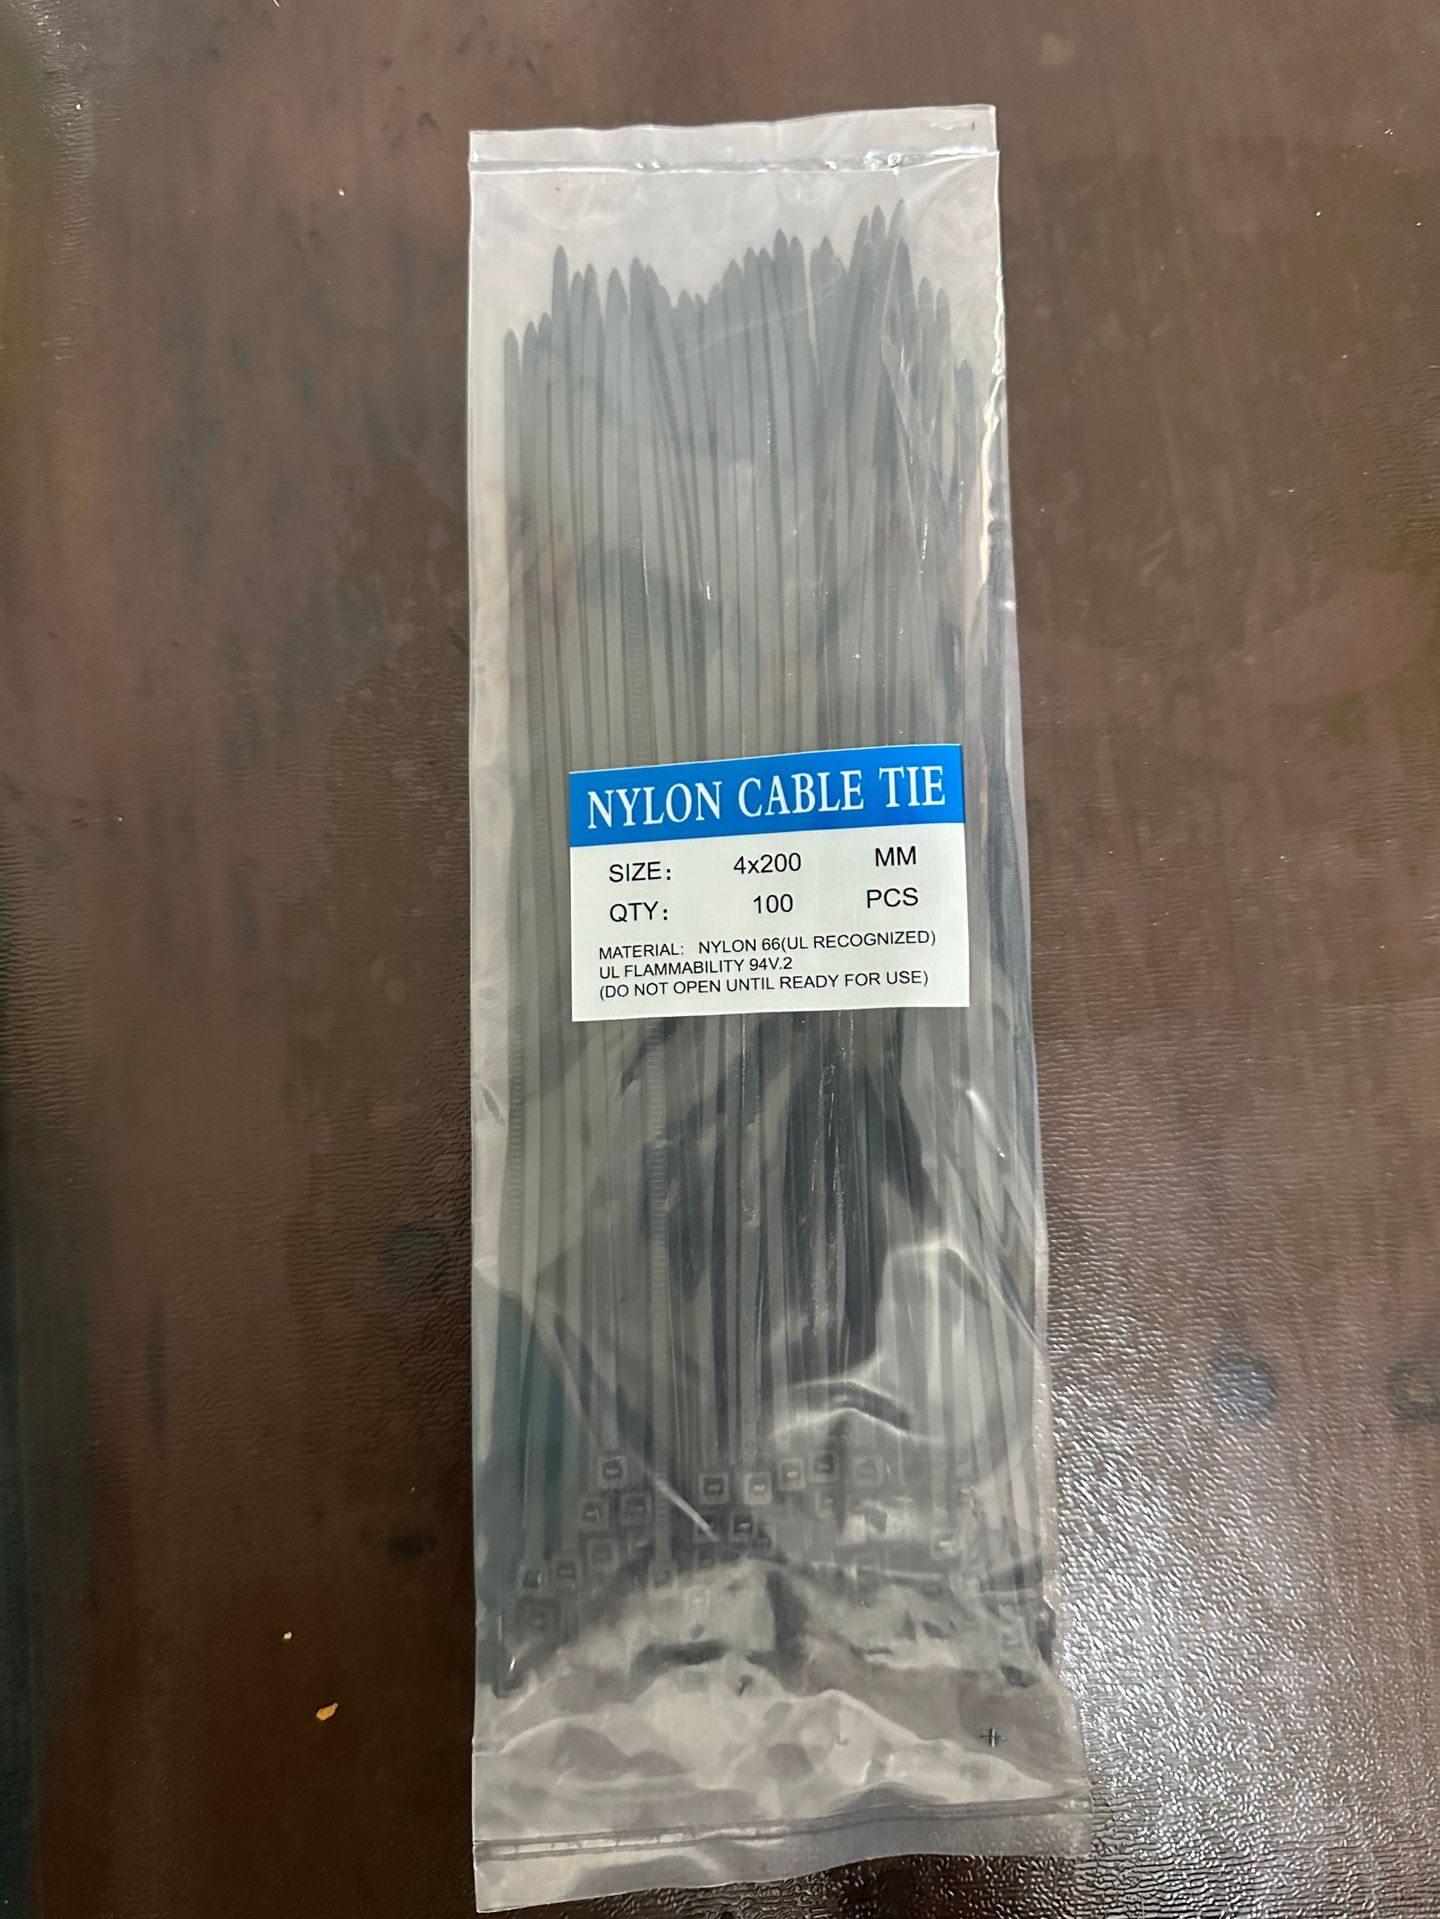 NYLON CABLE TIE
SIZE: 4x200 MM
QTY: 100 PCS
MATERIAL: NYLON 66(UL RECOGNIZED)
UL FLAMMABILITY 94V.2
(DO NOT OPEN UNTIL READY FOR USE)